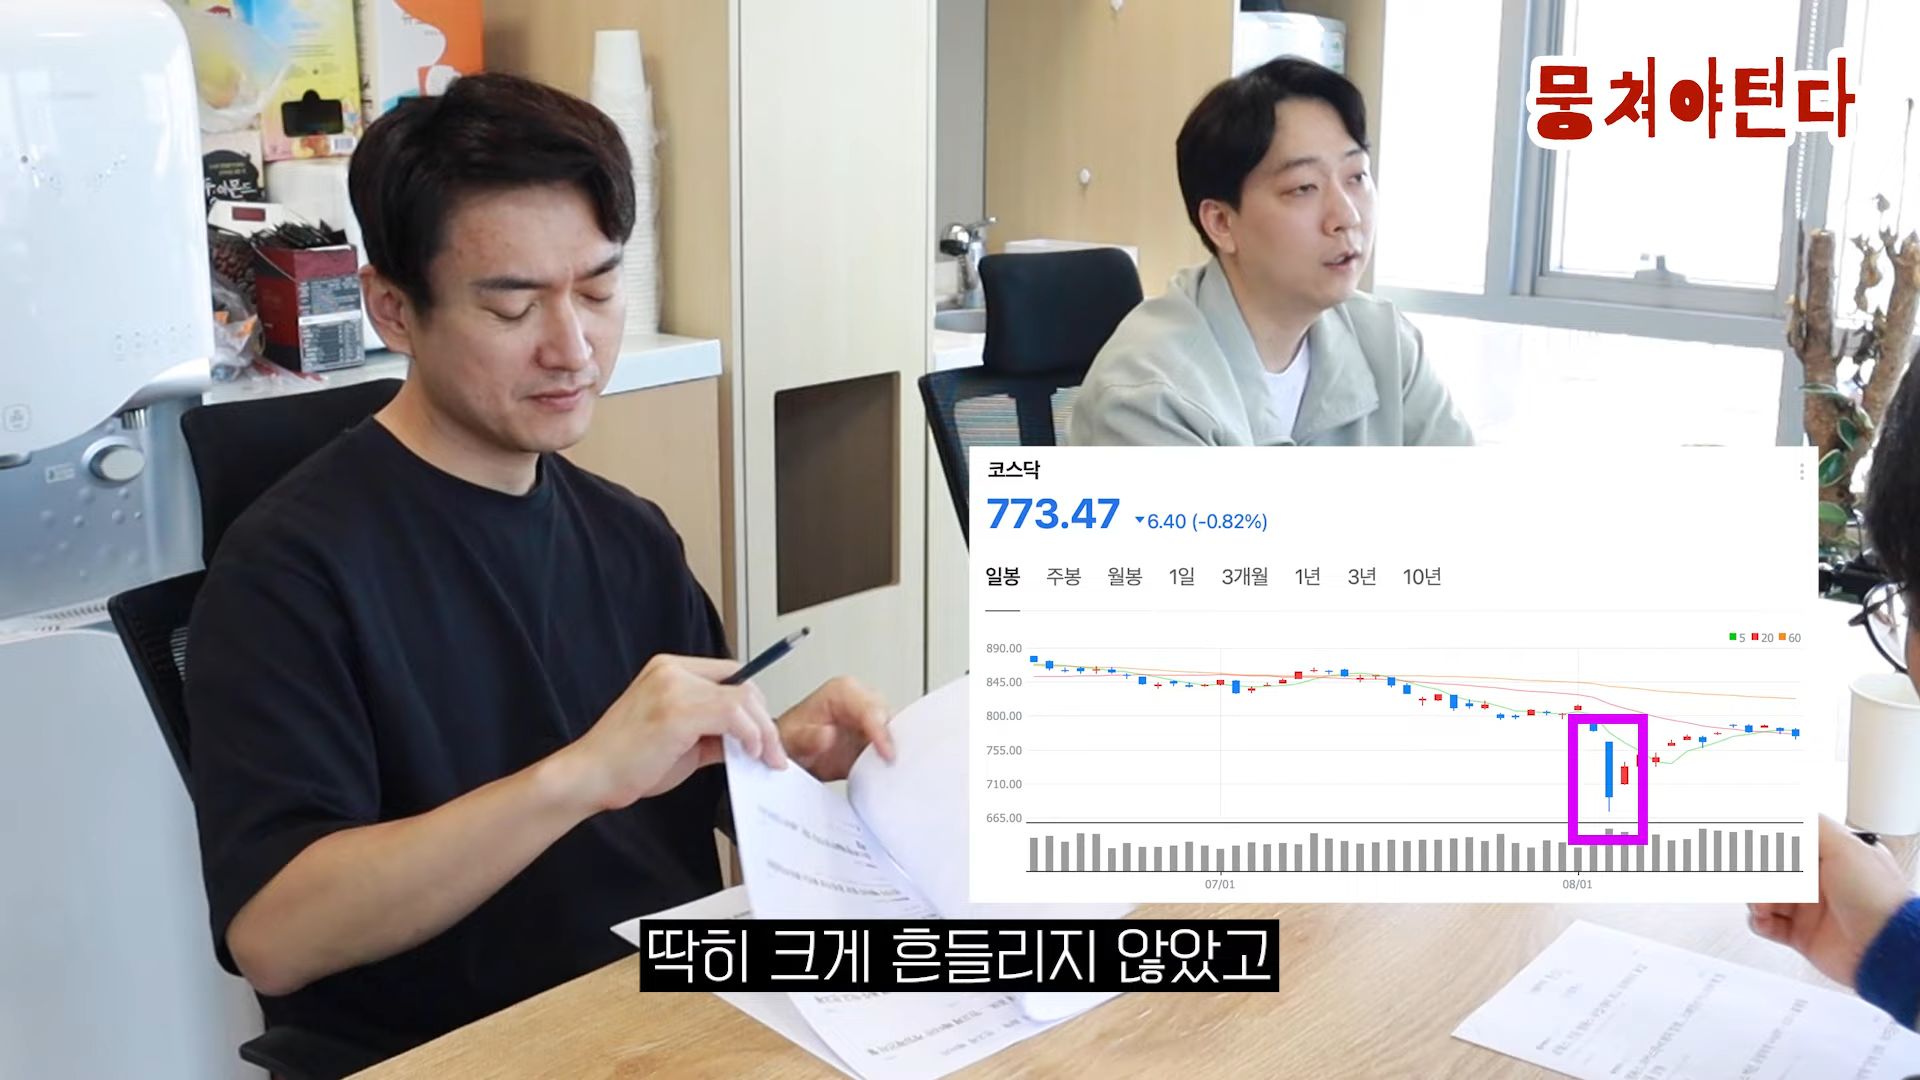 뭉쳐야턴다
코스닥
773.47 ▼6.40 (-0.82%)
일봉 주봉 월봉 1일 3개월 1년 3년 10년
5 20 60
890.00
845.00
800.00
755.00
710.00
665.00
07/01 08/01
딱히 크게 흔들리지 않았고